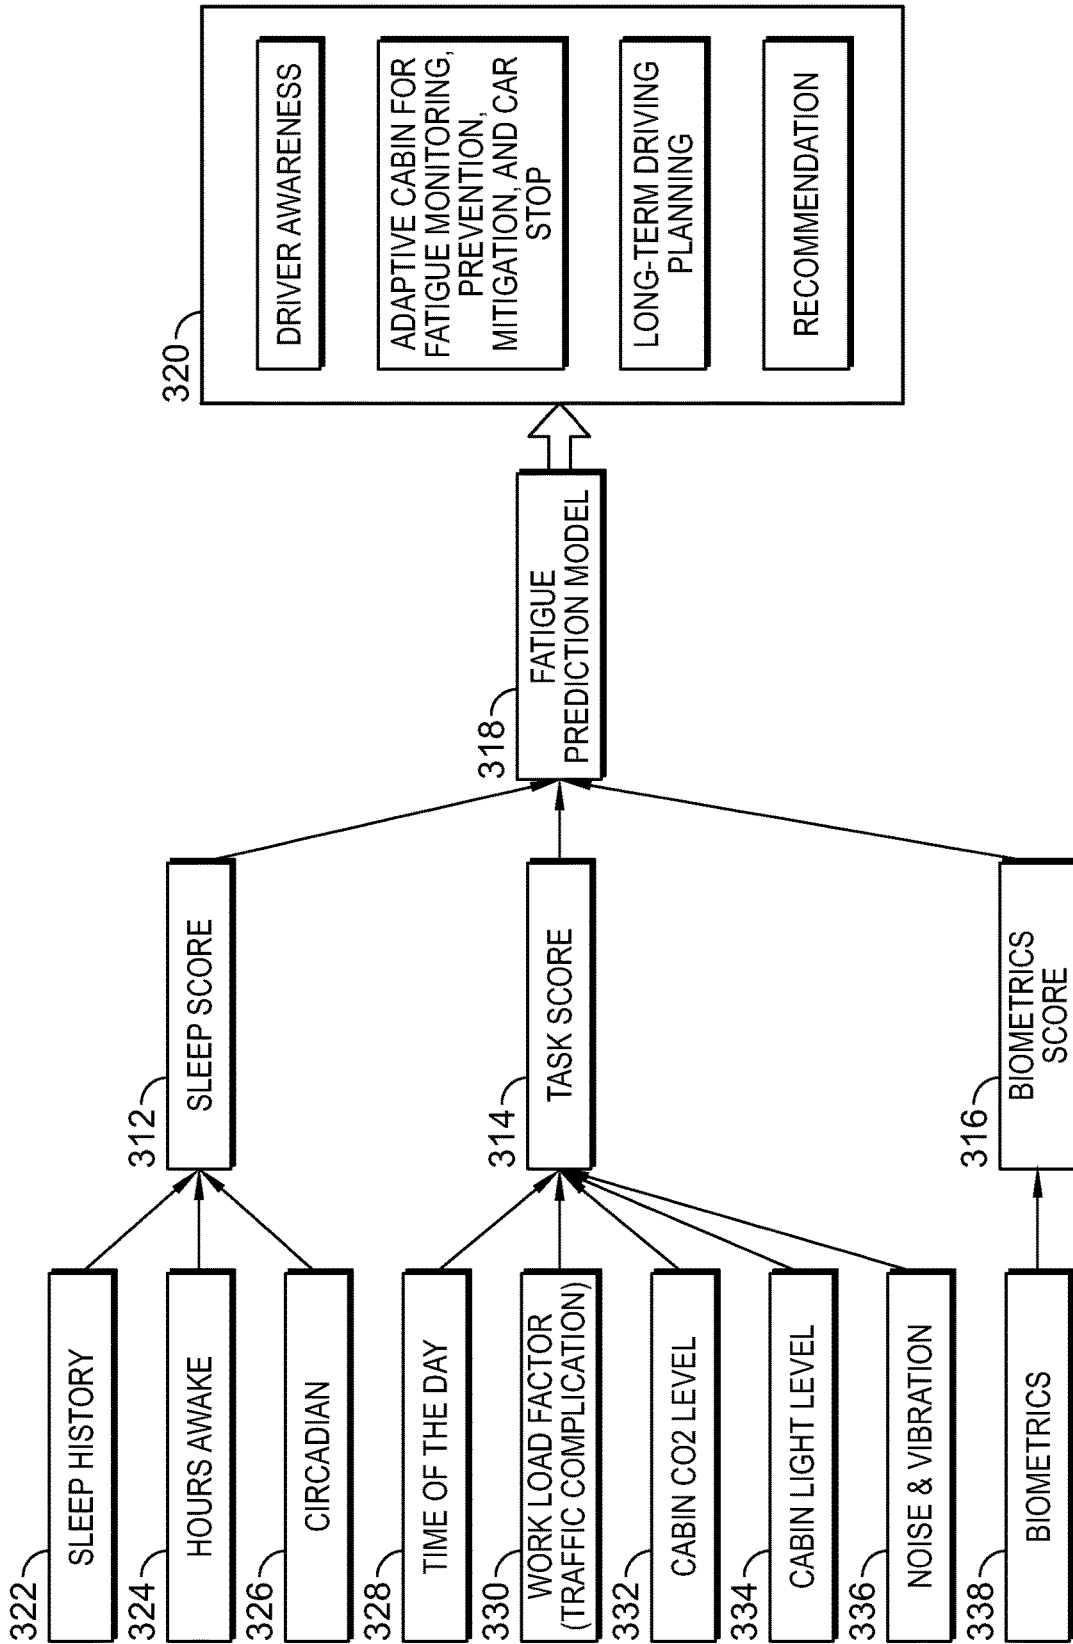 322
SLEEP HISTORY
324
HOURS AWAKE
326
CIRCADIAN
328
TIME OF THE DAY
330
WORK LOAD FACTOR
(TRAFFIC COMPLICATION)
332
CABIN CO2 LEVEL
334
CABIN LIGHT LEVEL
336
NOISE & VIBRATION
338
BIOMETRICS
312
SLEEP SCORE
314
TASK SCORE
316
BIOMETRICS
SCORE
318
FATIGUE
PREDICTION MODEL
320
DRIVER AWARENESS
ADAPTIVE CABIN FOR
FATIGUE MONITORING,
PREVENTION,
MITIGATION, AND CAR
STOP
LONG-TERM DRIVING
PLANNING
RECOMMENDATION